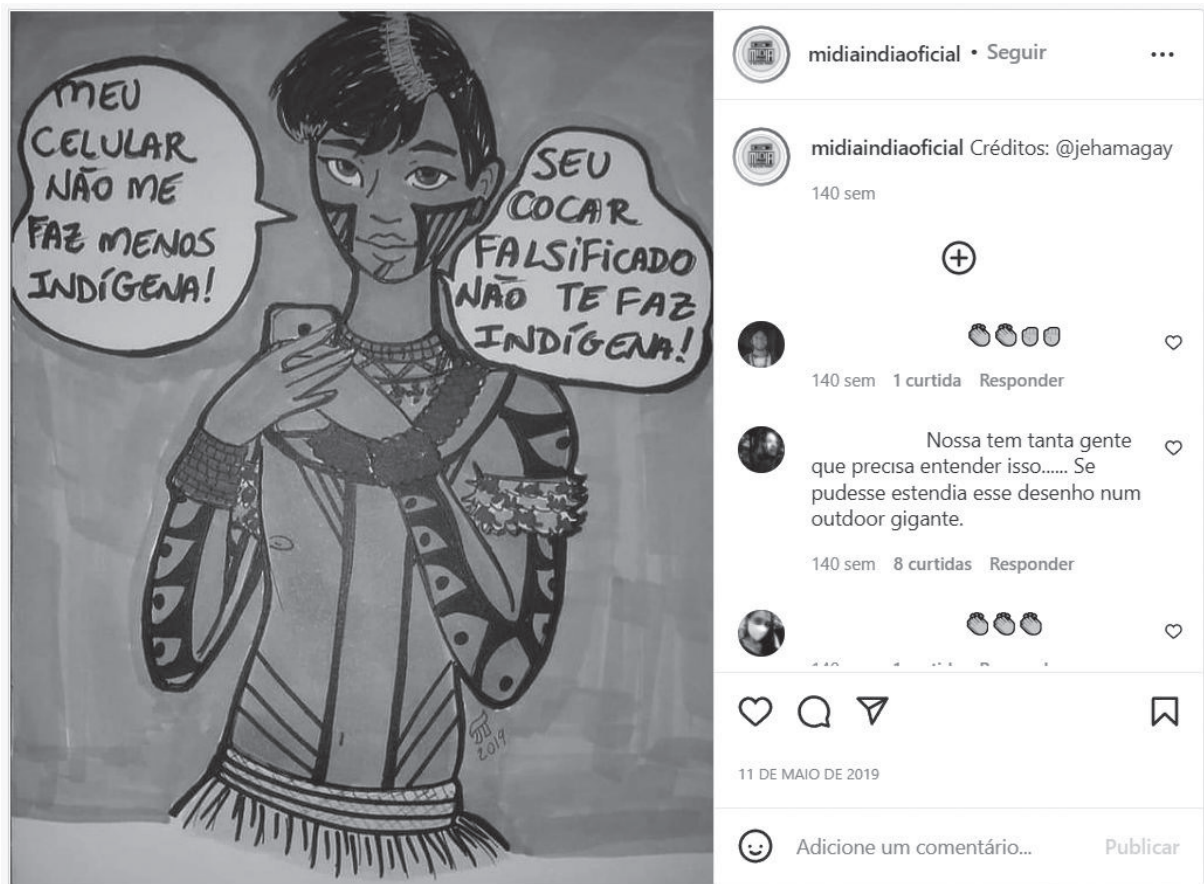 MEU
CELULAR
NÃO ME
FAZ MENOS
INDÍGENA!
SEU
COCAR
FALSIFICADO
NÃO TE FAZ
INDÍGENA!
2019
midiaindiaoficial • Seguir
midiaindiaoficial Créditos: @jehamagay
140 sem
140 sem 1 curtida Responder
Nossa tem tanta gente
que precisa entender isso...... Se
pudesse estendia esse desenho num
outdoor gigante.
140 sem 8 curtidas Responder
11 DE MAIO DE 2019
Adicione um comentário... Publicar